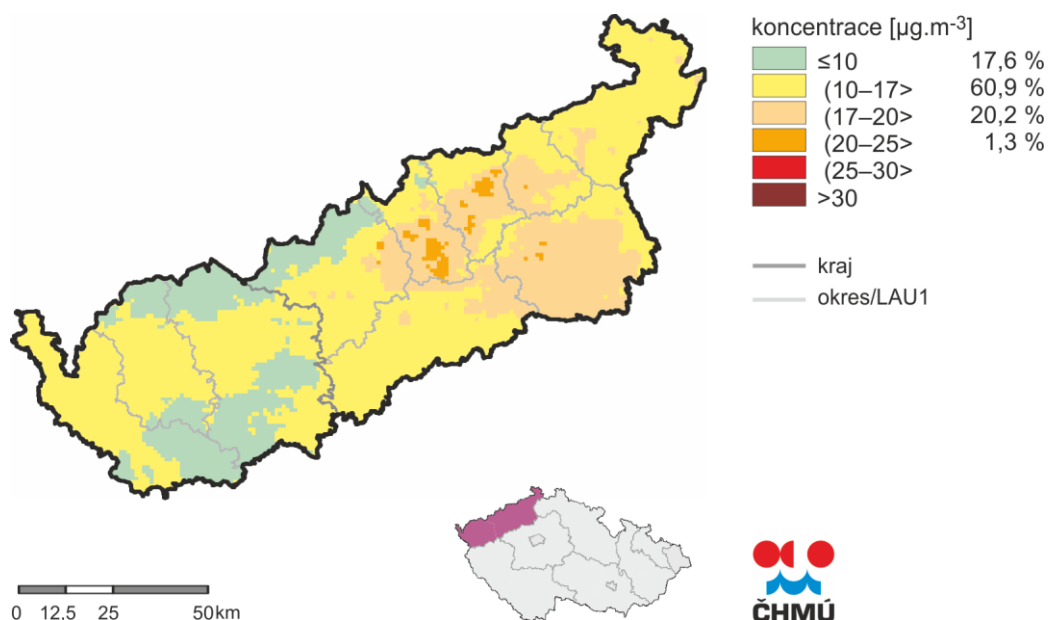 koncentrace [µg.m-3]
≤10 17,6 %
(10–17> 60,9 %
(17–20> 20,2 %
(20–25> 1,3 %
(25–30>
>30
kraj
okres/LAU1
0 12,5 25 50km
ČHMÚ